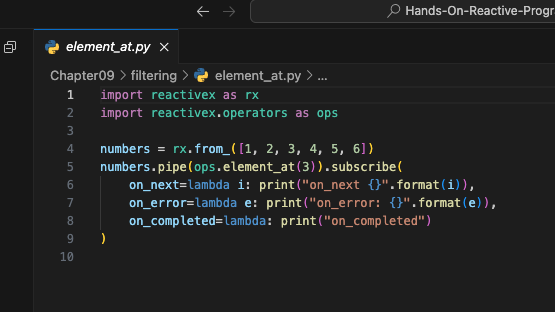 ← → Hands-On-Reactive-Progr
element_at.py ×
Chapter09 > filtering > element_at.py > ...
1 import reactivex as rx
2 import reactivex.operators as ops
3
4 numbers = rx.from_([1, 2, 3, 4, 5, 6])
5 numbers.pipe(ops.element_at(3)).subscribe(
6     on_next=lambda i: print("on_next {}".format(i)),
7     on_error=lambda e: print("on_error: {}".format(e)),
8     on_completed=lambda: print("on_completed")
9 )
10